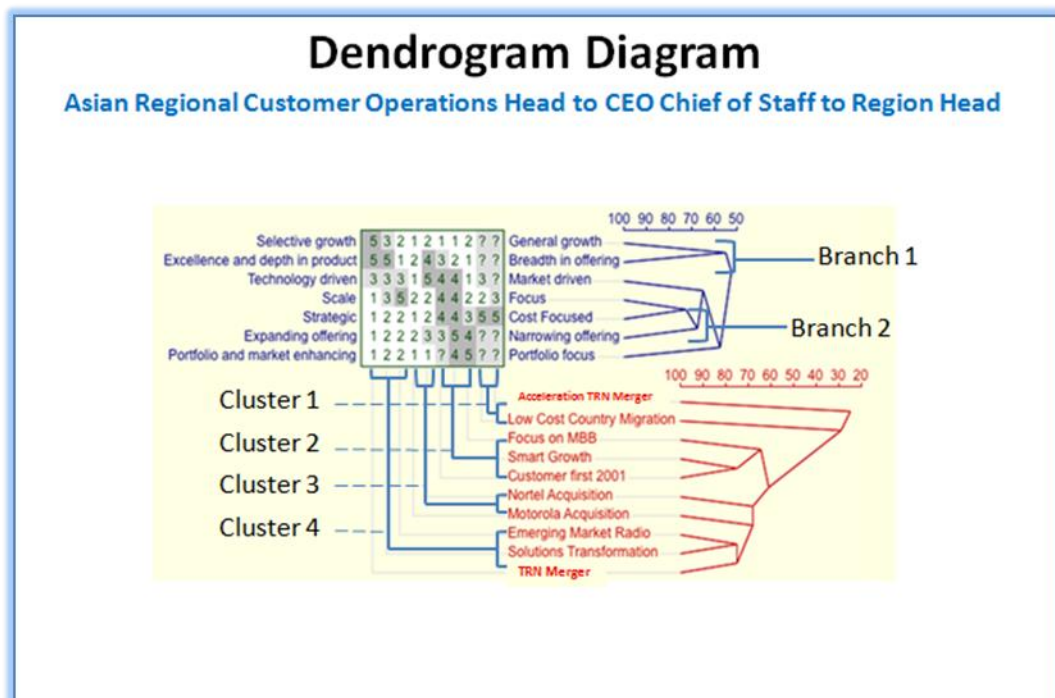 Dendrogram Diagram
Asian Regional Customer Operations Head to CEO Chief of Staff to Region Head
100 90 80 70 60 50
Selective growth 5 3 2 1 2 1 1 2 ? ? General growth
Excellence and depth in product 5 5 1 2 4 3 2 1 ? ? Breadth in offering
Branch 1
Technology driven 3 3 3 1 5 4 4 1 3 ? Market driven
Scale 1 3 5 2 2 4 4 2 2 3 Focus
Strategic 1 2 2 1 2 4 4 3 5 5 Cost Focused
Branch 2
Expanding offering 1 2 2 2 3 3 5 4 ? ? Narrowing offering
Portfolio and market enhancing 1 2 2 1 1 ? 4 5 ? ? Portfolio focus
100 90 80 70 60 50 40 30 20
Cluster 1
Acceleration TRN Merger
Low Cost Country Migration
Cluster 2
Focus on MBB
Smart Growth
Cluster 3
Customer first 2001
Nortel Acquisition
Motorola Acquisition
Cluster 4
Emerging Market Radio
Solutions Transformation
TRN Merger